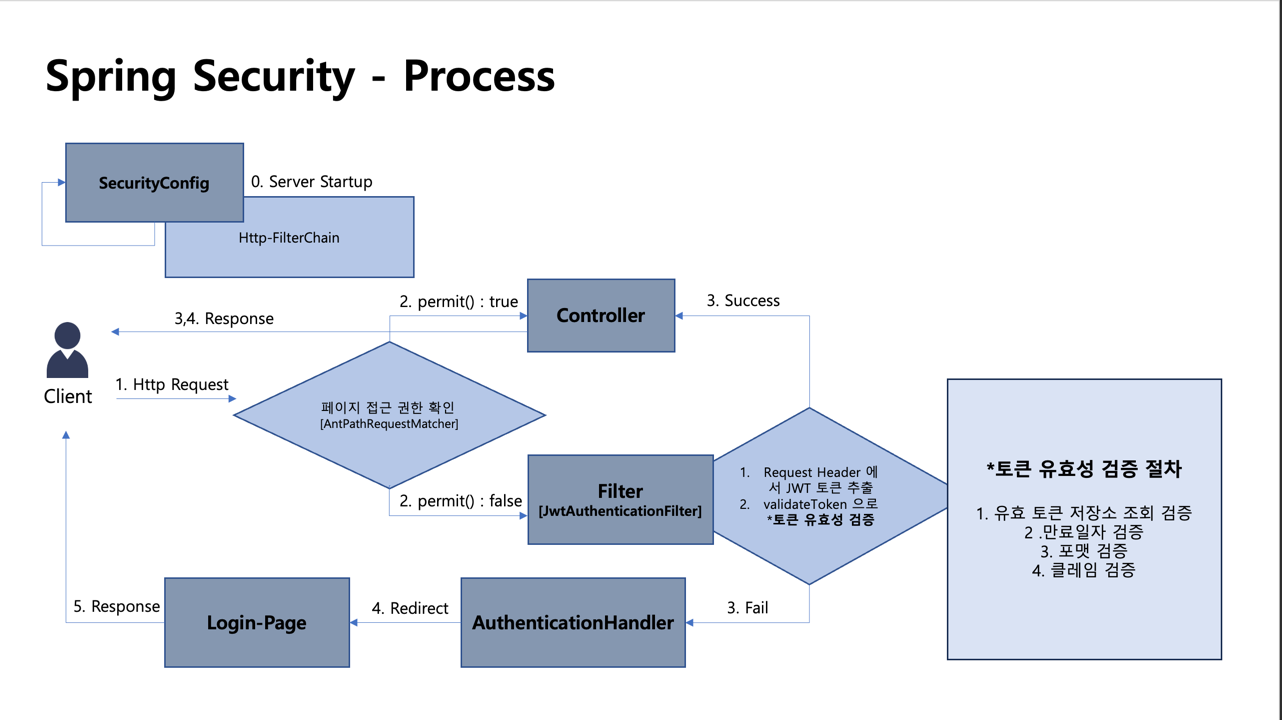 Spring Security - Process
SecurityConfig
0. Server Startup
Http-FilterChain
2. permit() : true
Controller
3. Success
3,4. Response
Client
1. Http Request
페이지 접근 권한 확인
[AntPathRequestMatcher]
2. permit() : false
Filter
[JwtAuthenticationFilter]
1. Request Header 에
서 JWT 토큰 추출
2. validateToken 으로
*토큰 유효성 검증
*토큰 유효성 검증 절차
1. 유효 토큰 저장소 조회 검증
2 .만료일자 검증
3. 포맷 검증
4. 클레임 검증
5. Response
Login-Page
4. Redirect
AuthenticationHandler
3. Fail